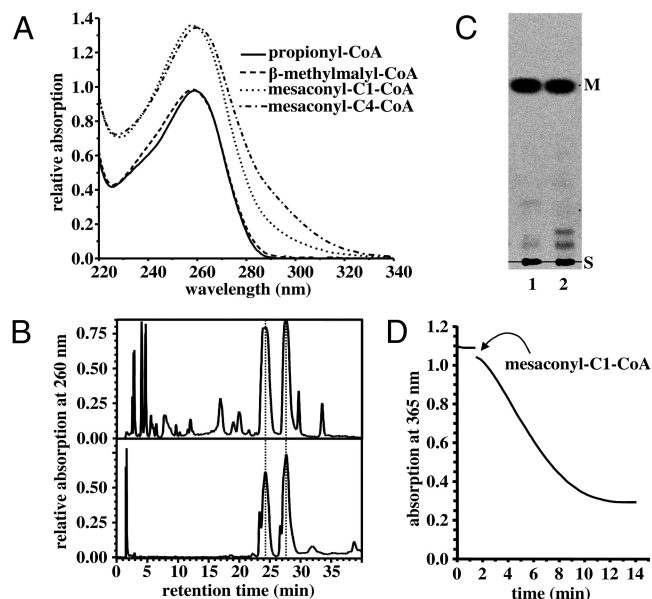 A
relative absorption
1.4
1.2
1.0
0.8
0.6
0.4
0.2
0.0
220 240 260 280 300 320 340
wavelength (nm)
propionyl-CoA
β-methylmalyl-CoA
mesaconyl-C1-CoA
mesaconyl-C4-CoA
C
M
S
1 2
B
relative absorption at 260 nm
0.75
0.50
0.25
0.00
0.50
0.25
0.00
0 5 10 15 20 25 30 35
retention time (min)
D
absorption at 365 nm
1.2
1.0
0.8
0.6
0.4
0.3
0.0
mesaconyl-C1-CoA
0 2 4 6 8 10 12 14
time (min)